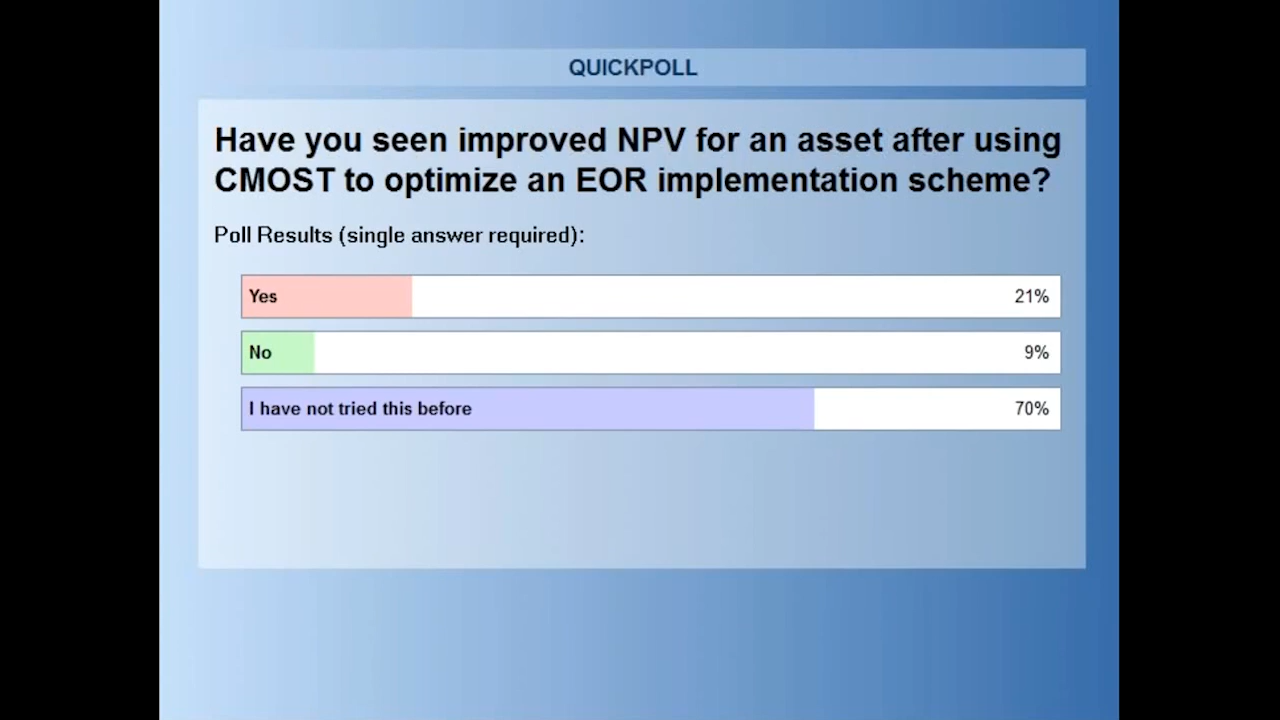 QUICKPOLL
Have you seen improved NPV for an asset after using
CMOST to optimize an EOR implementation scheme?
Poll Results (single answer required):
Yes 21%
No 9%
I have not tried this before 70%